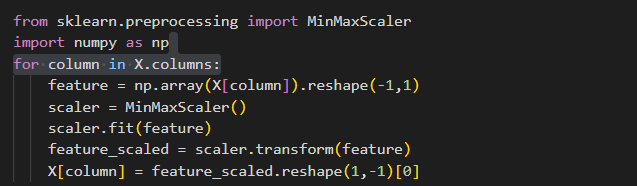 from sklearn.preprocessing import MinMaxScaler
import numpy as np
for column in X.columns:
    feature = np.array(X[column]).reshape(-1,1)
    scaler = MinMaxScaler()
    scaler.fit(feature)
    feature_scaled = scaler.transform(feature)
    X[column] = feature_scaled.reshape(1,-1)[0]